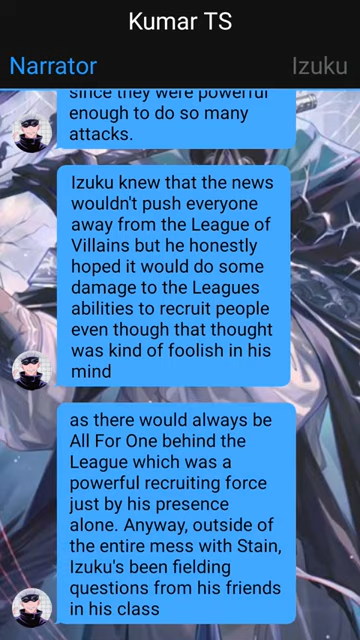 Kumar TS
Narrator
Izuku
since they were powerful
enough to do so many
attacks.
Izuku knew that the news
wouldn't push everyone
away from the League of
Villains but he honestly
hoped it would do some
damage to the Leagues
abilities to recruit people
even though that thought
was kind of foolish in his
mind
as there would always be
All For One behind the
League which was a
powerful recruiting force
just by his presence
alone. Anyway, outside of
the entire mess with Stain,
Izuku's been fielding
questions from his friends
in his class